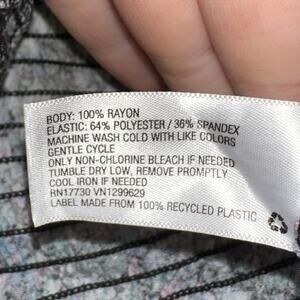 BODY: 100% RAYON
ELASTIC: 64% POLYESTER / 36% SPANDEX
MACHINE WASH COLD WITH LIKE COLORS
GENTLE CYCLE
ONLY NON-CHLORINE BLEACH IF NEEDED
TUMBLE DRY LOW, REMOVE PROMPTLY
COOL IRON IF NEEDED
RN17730 VN1299629
LABEL MADE FROM 100% RECYCLED PLASTIC